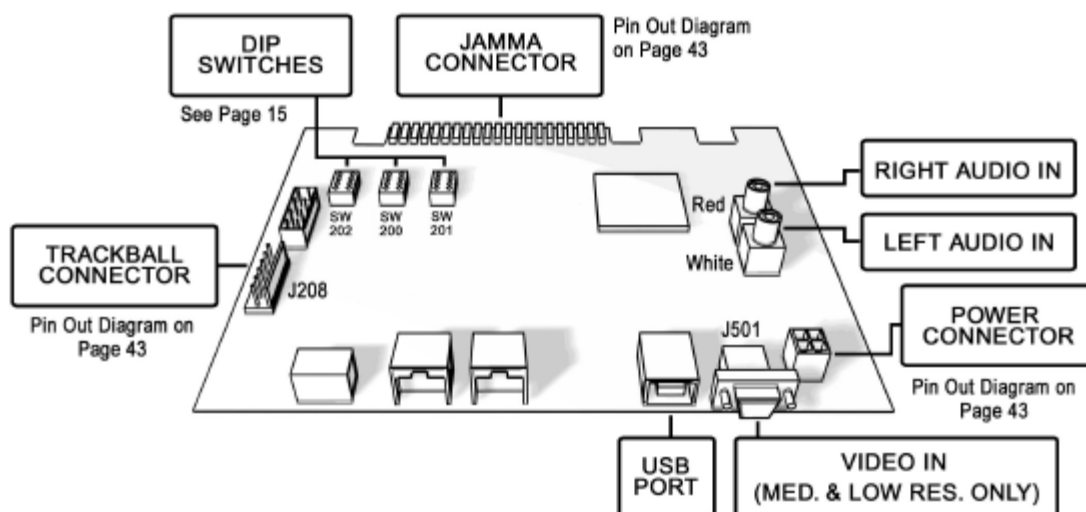 DIP
SWITCHES
See Page 15
JAMMA
CONNECTOR
Pin Out Diagram
on Page 43
RIGHT AUDIO IN
Red
LEFT AUDIO IN
White
SW
202
SW
200
SW
201
TRACKBALL
CONNECTOR
J208
Pin Out Diagram on
Page 43
POWER
CONNECTOR
J501
Pin Out Diagram on
Page 43
USB
PORT
VIDEO IN
(MED. & LOW RES. ONLY)